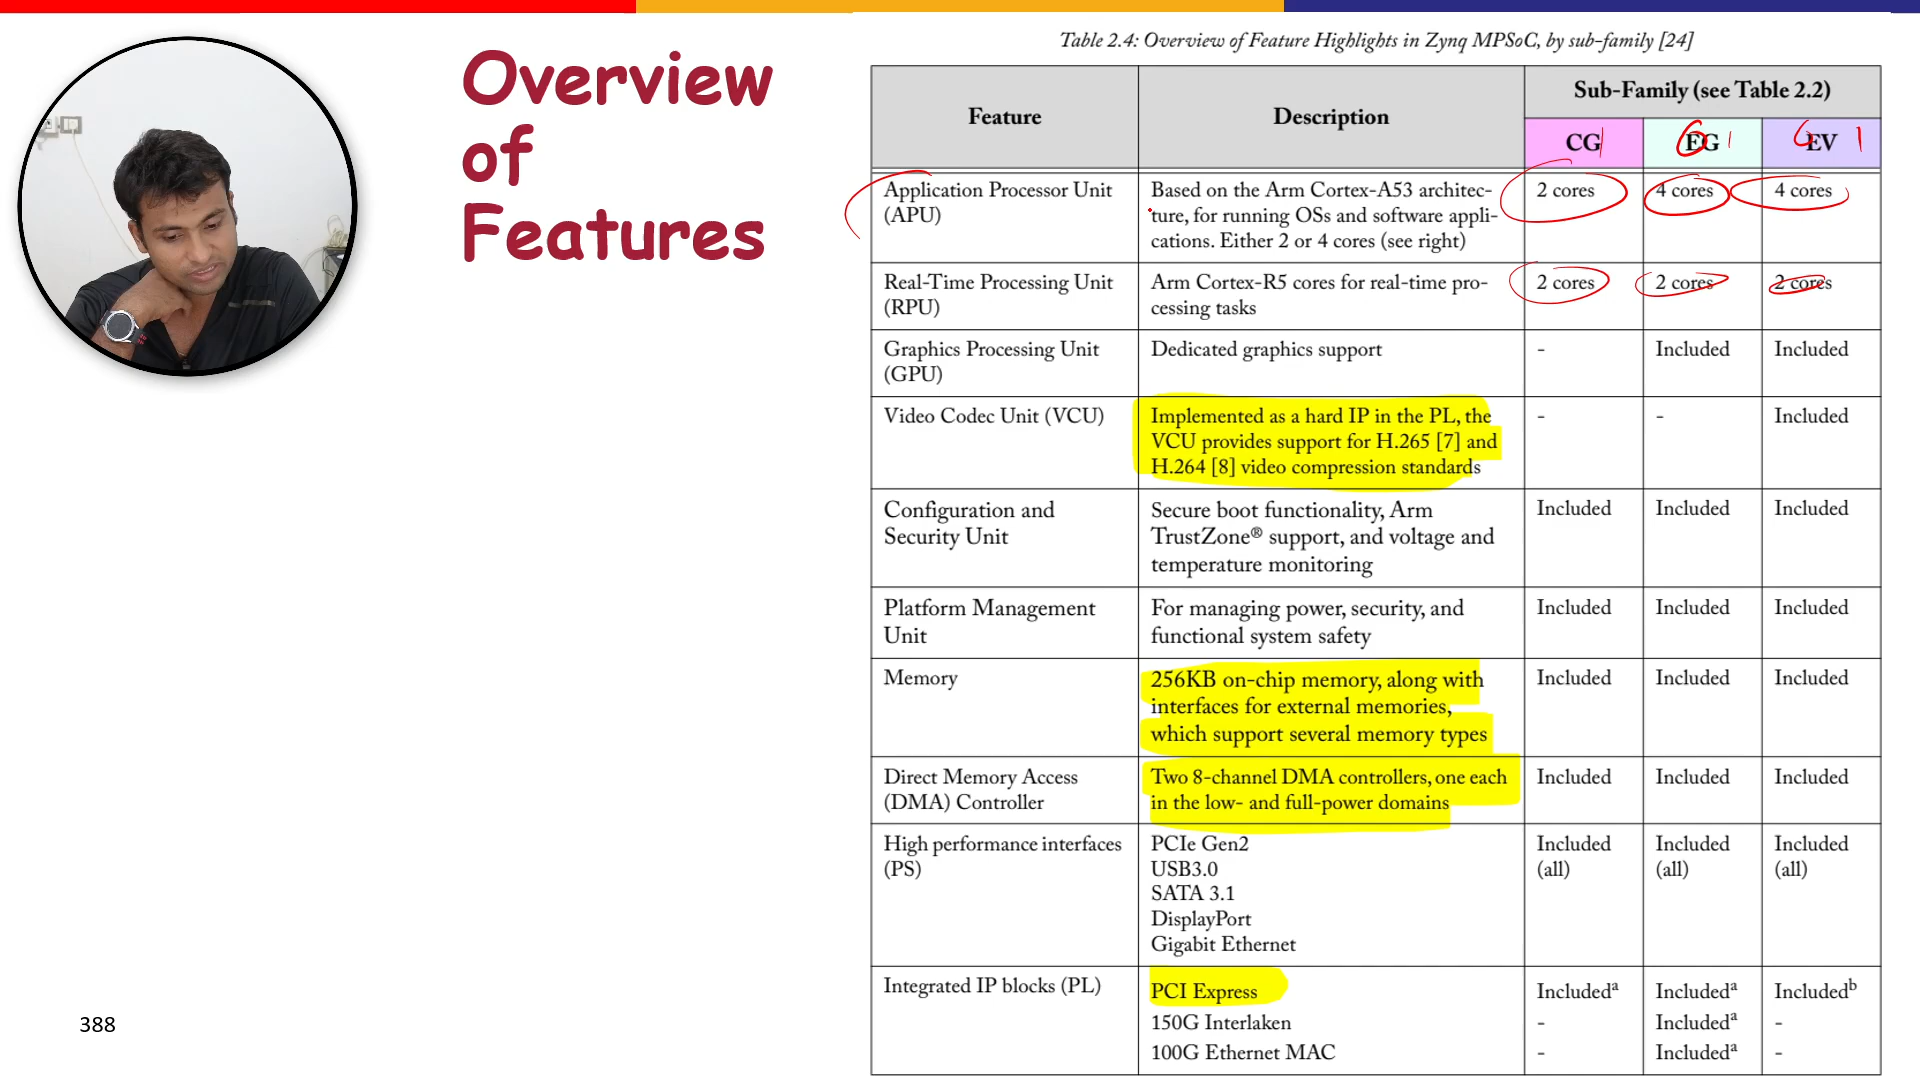 Overview
of
Features
Table 2.4: Overview of Feature Highlights in Zynq MPSoC, by sub-family [24]
Feature Description Sub-Family (see Table 2.2)
CG EG EV
Application Processor Unit
(APU)
Based on the Arm Cortex-A53 architec-
ture, for running OSs and software appli-
cations. Either 2 or 4 cores (see right)
2 cores 4 cores 4 cores
Real-Time Processing Unit
(RPU)
Arm Cortex-R5 cores for real-time pro-
cessing tasks
2 cores 2 cores 2 cores
Graphics Processing Unit
(GPU)
Dedicated graphics support
- Included Included
Video Codec Unit (VCU)
Implemented as a hard IP in the PL, the
VCU provides support for H.265 [7] and
H.264 [8] video compression standards
- - Included
Configuration and
Security Unit
Secure boot functionality, Arm
TrustZone® support, and voltage and
temperature monitoring
Included Included Included
Platform Management
Unit
For managing power, security, and
functional system safety
Included Included Included
Memory
256KB on-chip memory, along with
interfaces for external memories,
which support several memory types
Included Included Included
Direct Memory Access
(DMA) Controller
Two 8-channel DMA controllers, one each
in the low- and full-power domains
Included Included Included
High performance interfaces
(PS)
PCIe Gen2
USB3.0
SATA 3.1
DisplayPort
Gigabit Ethernet
Included
(all)
Included
(all)
Included
(all)
Integrated IP blocks (PL)
PCI Express Includedᵃ Includedᵃ Includedᵇ
150G Interlaken - Includedᵃ -
100G Ethernet MAC - Includedᵃ -
388